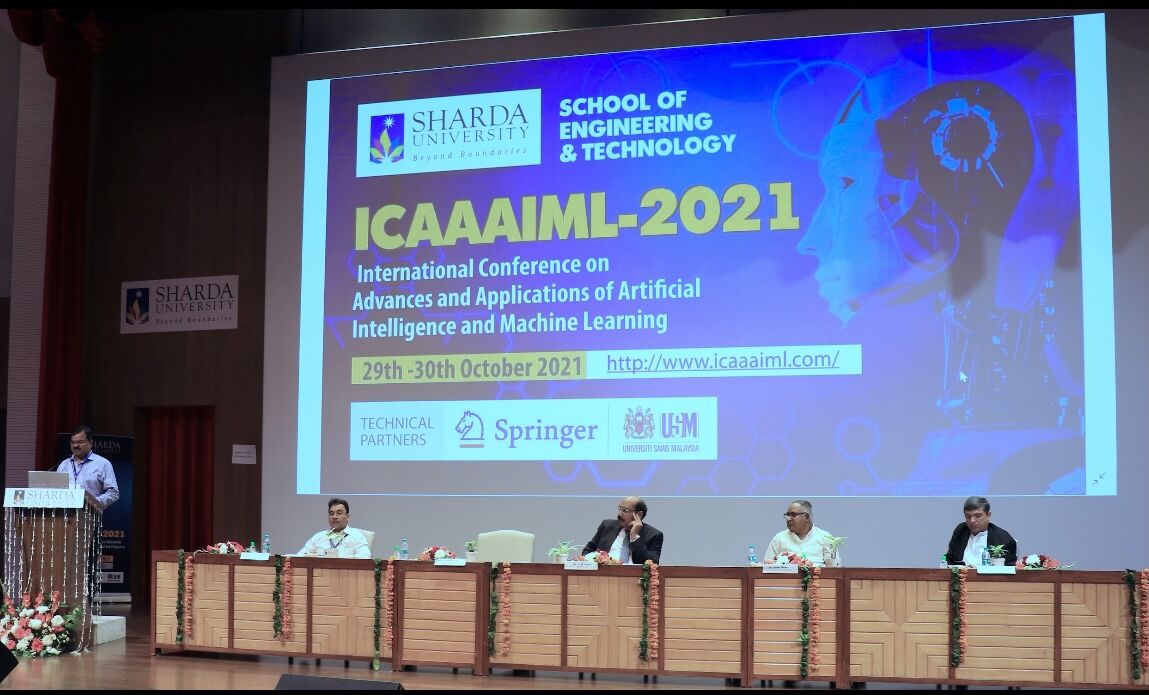 SHARDA
UNIVERSITY
Beyond Boundaries
SCHOOL OF
ENGINEERING
& TECHNOLOGY
ICAAAIML-2021
International Conference on
Advances and Applications of Artificial
Intelligence and Machine Learning
29th -30th October 2021
http://www.icaaaiml.com/
TECHNICAL
PARTNERS
Springer
USM
UNIVERSITI SAINS MALAYSIA
SHARDA
UNIVERSITY
Beyond Boundaries
SHARDA
2021
SHARDA